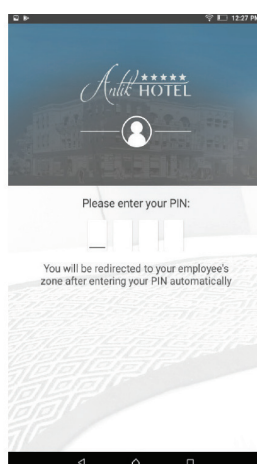 12:27 PM
Antik
HOTEL
Please enter your PIN:
You will be redirected to your employee's
zone after entering your PIN automatically